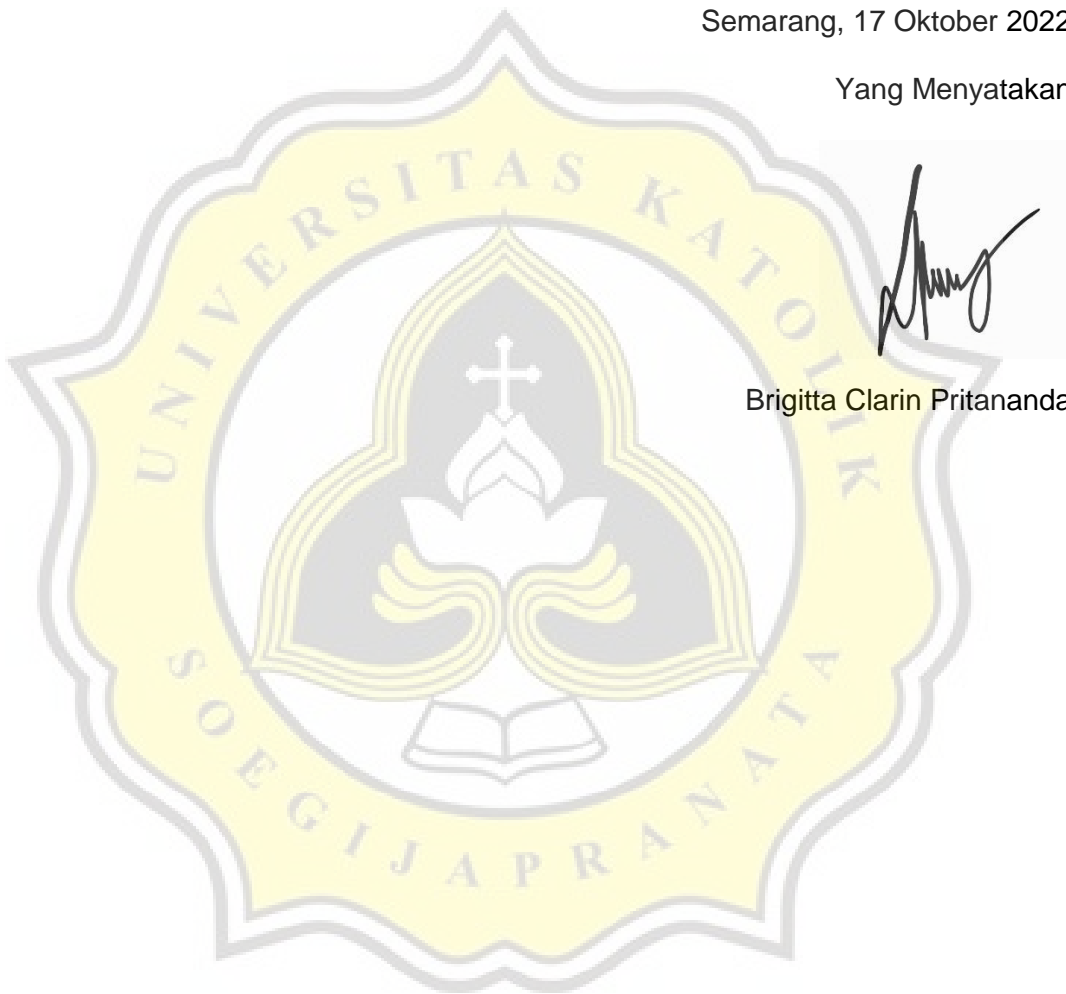 Semarang, 17 Oktober 2022
Yang Menyatakan
Brigitta Clarin Pritananda
UNIVERSITAS KATOLIK
SOEGIJAPRANATA